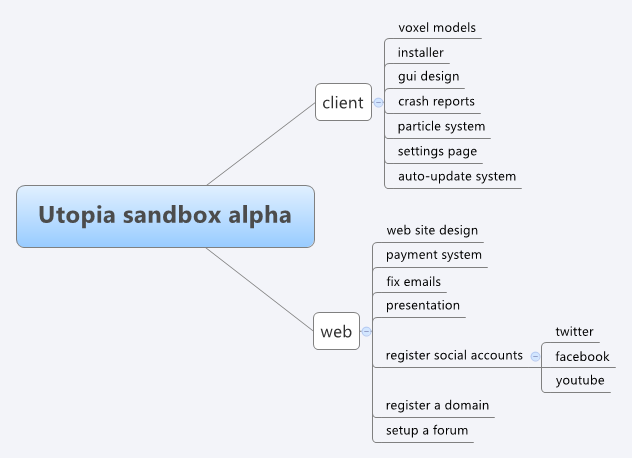 Utopia sandbox alpha
client
voxel models
installer
gui design
crash reports
particle system
settings page
auto-update system
web
web site design
payment system
fix emails
presentation
register social accounts
twitter
facebook
youtube
register a domain
setup a forum